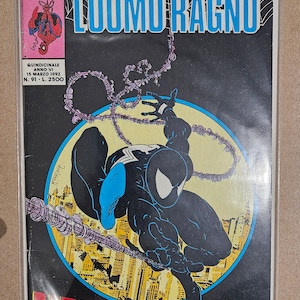 L'UOMO RAGNO
QUINDICINALE
ANNO VI
15 MARZO 1992
N. 91 - L. 2500